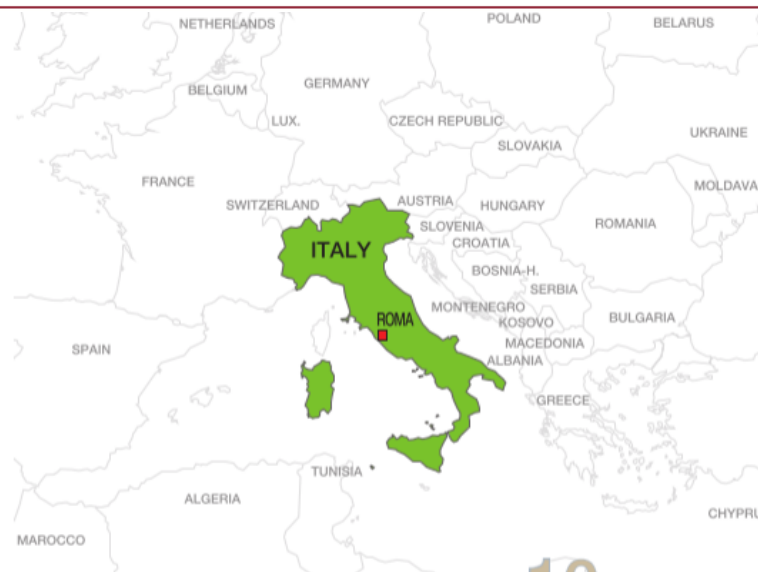 NETHERLANDS
POLAND
BELARUS
GERMANY
BELGIUM
LUX.
CZECH REPUBLIC
UKRAINE
SLOVAKIA
FRANCE
MOLDAVA
SWITZERLAND
AUSTRIA
HUNGARY
SLOVENIA
ROMANIA
CROATIA
ITALY
BOSNIA-H.
SERBIA
MONTENEGRO
ROMA
KOSOVO
BULGARIA
MACEDONIA
SPAIN
ALBANIA
GREECE
TUNISIA
ALGERIA
CHYPRU
MAROCCO